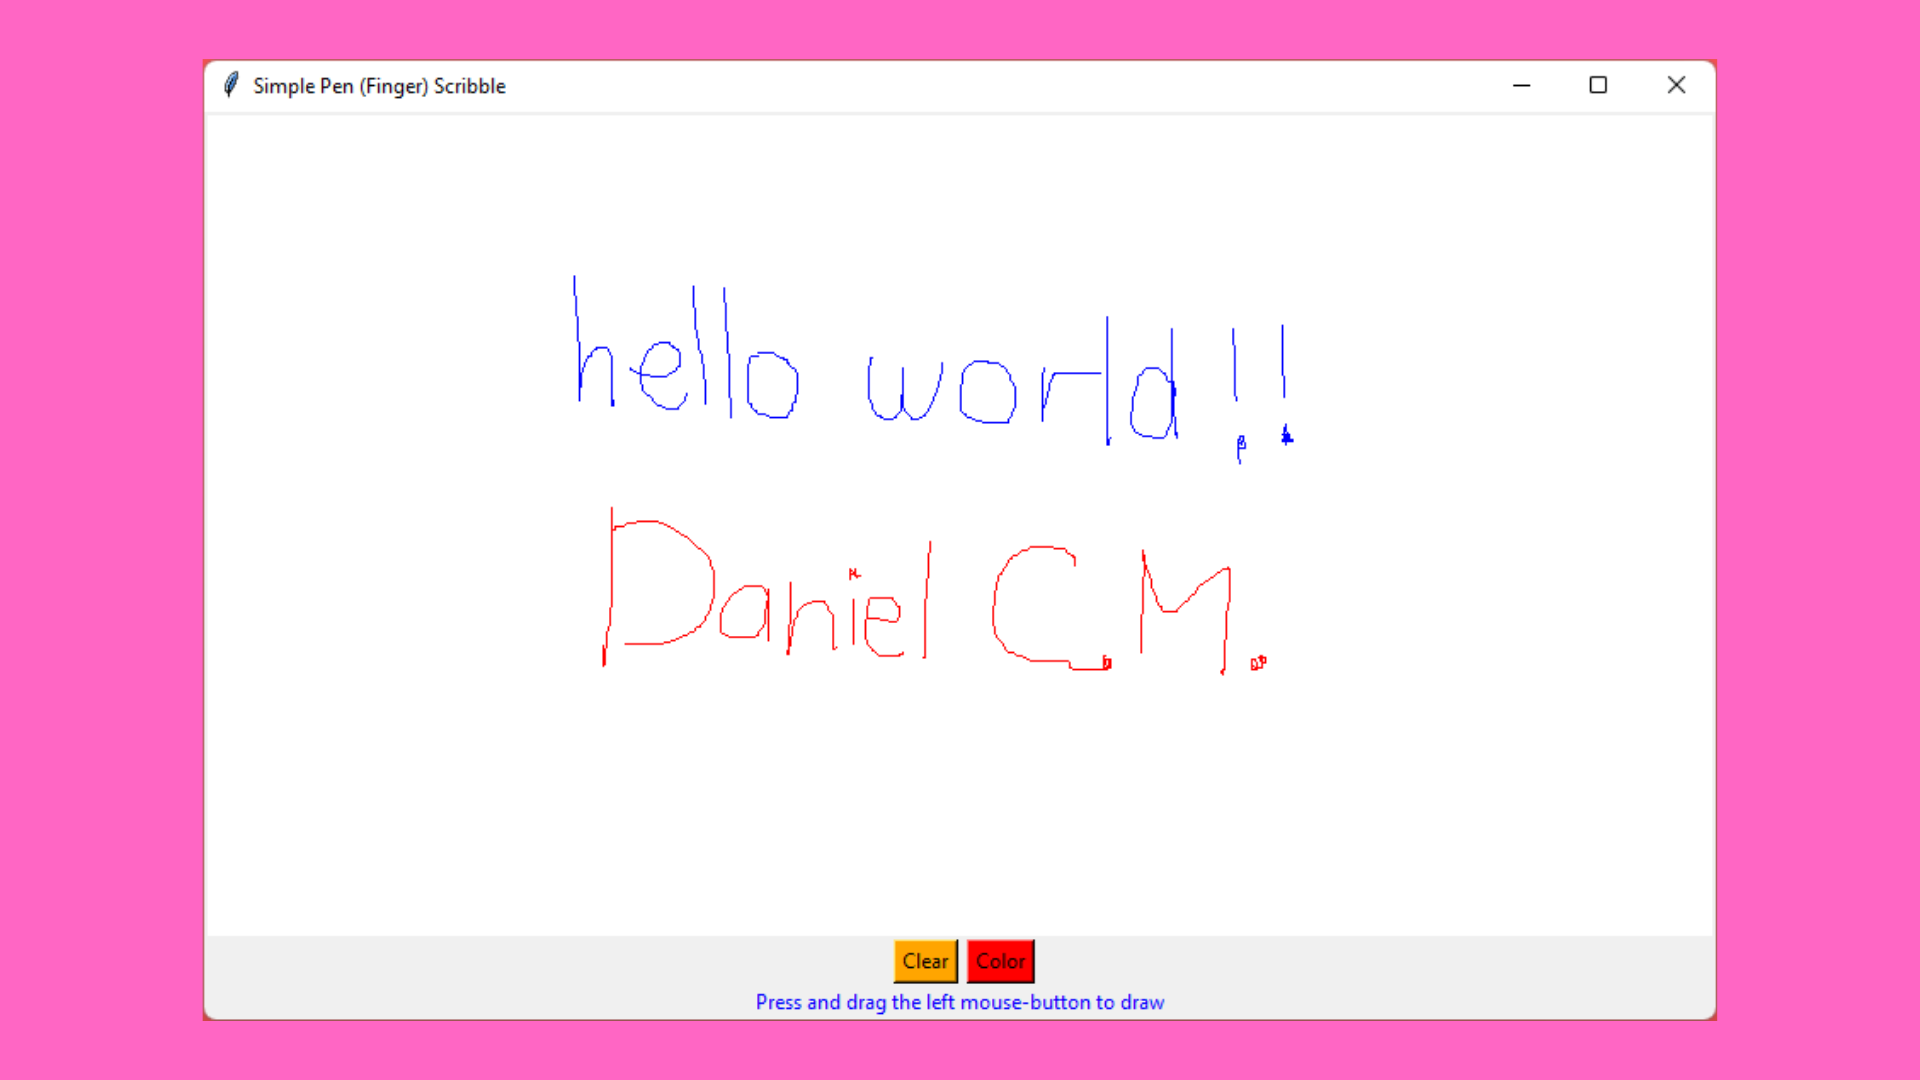 Simple Pen (Finger) Scribble
hello world !!
Daniel C.M.
Clear Color
Press and drag the left mouse-button to draw